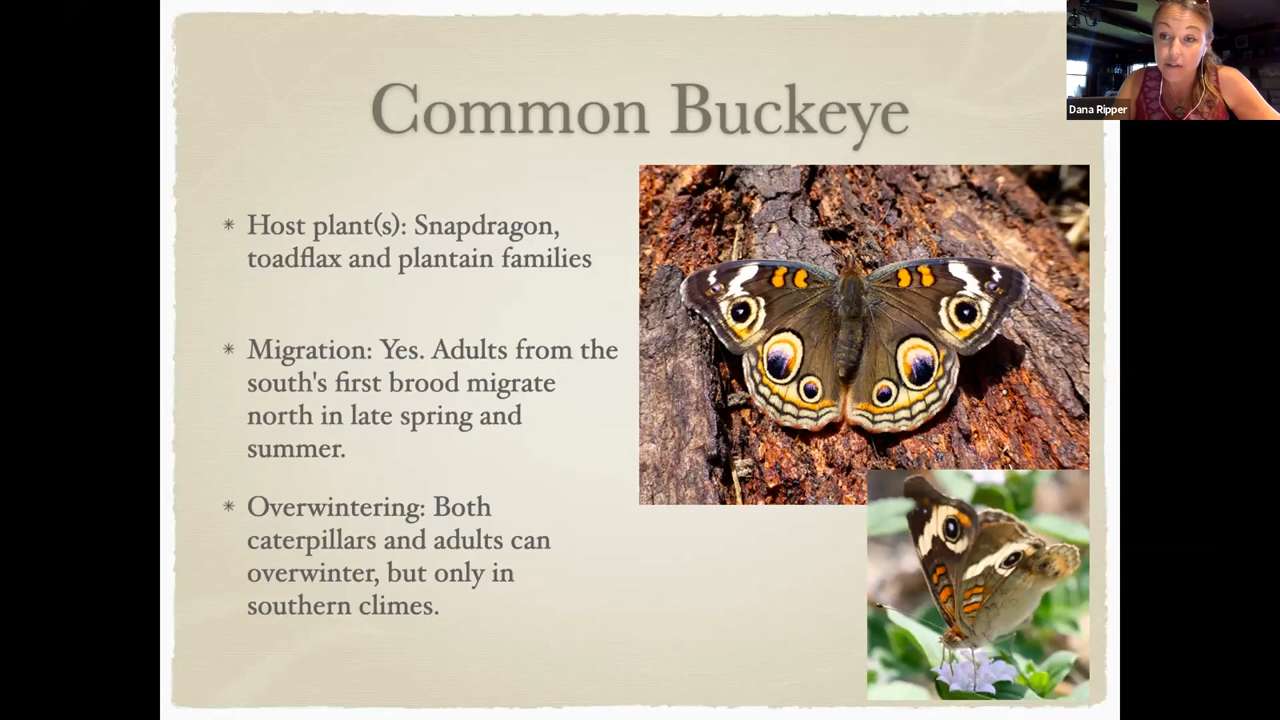 Common Buckeye
Dana Ripper
* Host plant(s): Snapdragon,
toadflax and plantain families
* Migration: Yes. Adults from the
south's first brood migrate
north in late spring and
summer.
* Overwintering: Both
caterpillars and adults can
overwinter, but only in
southern climes.